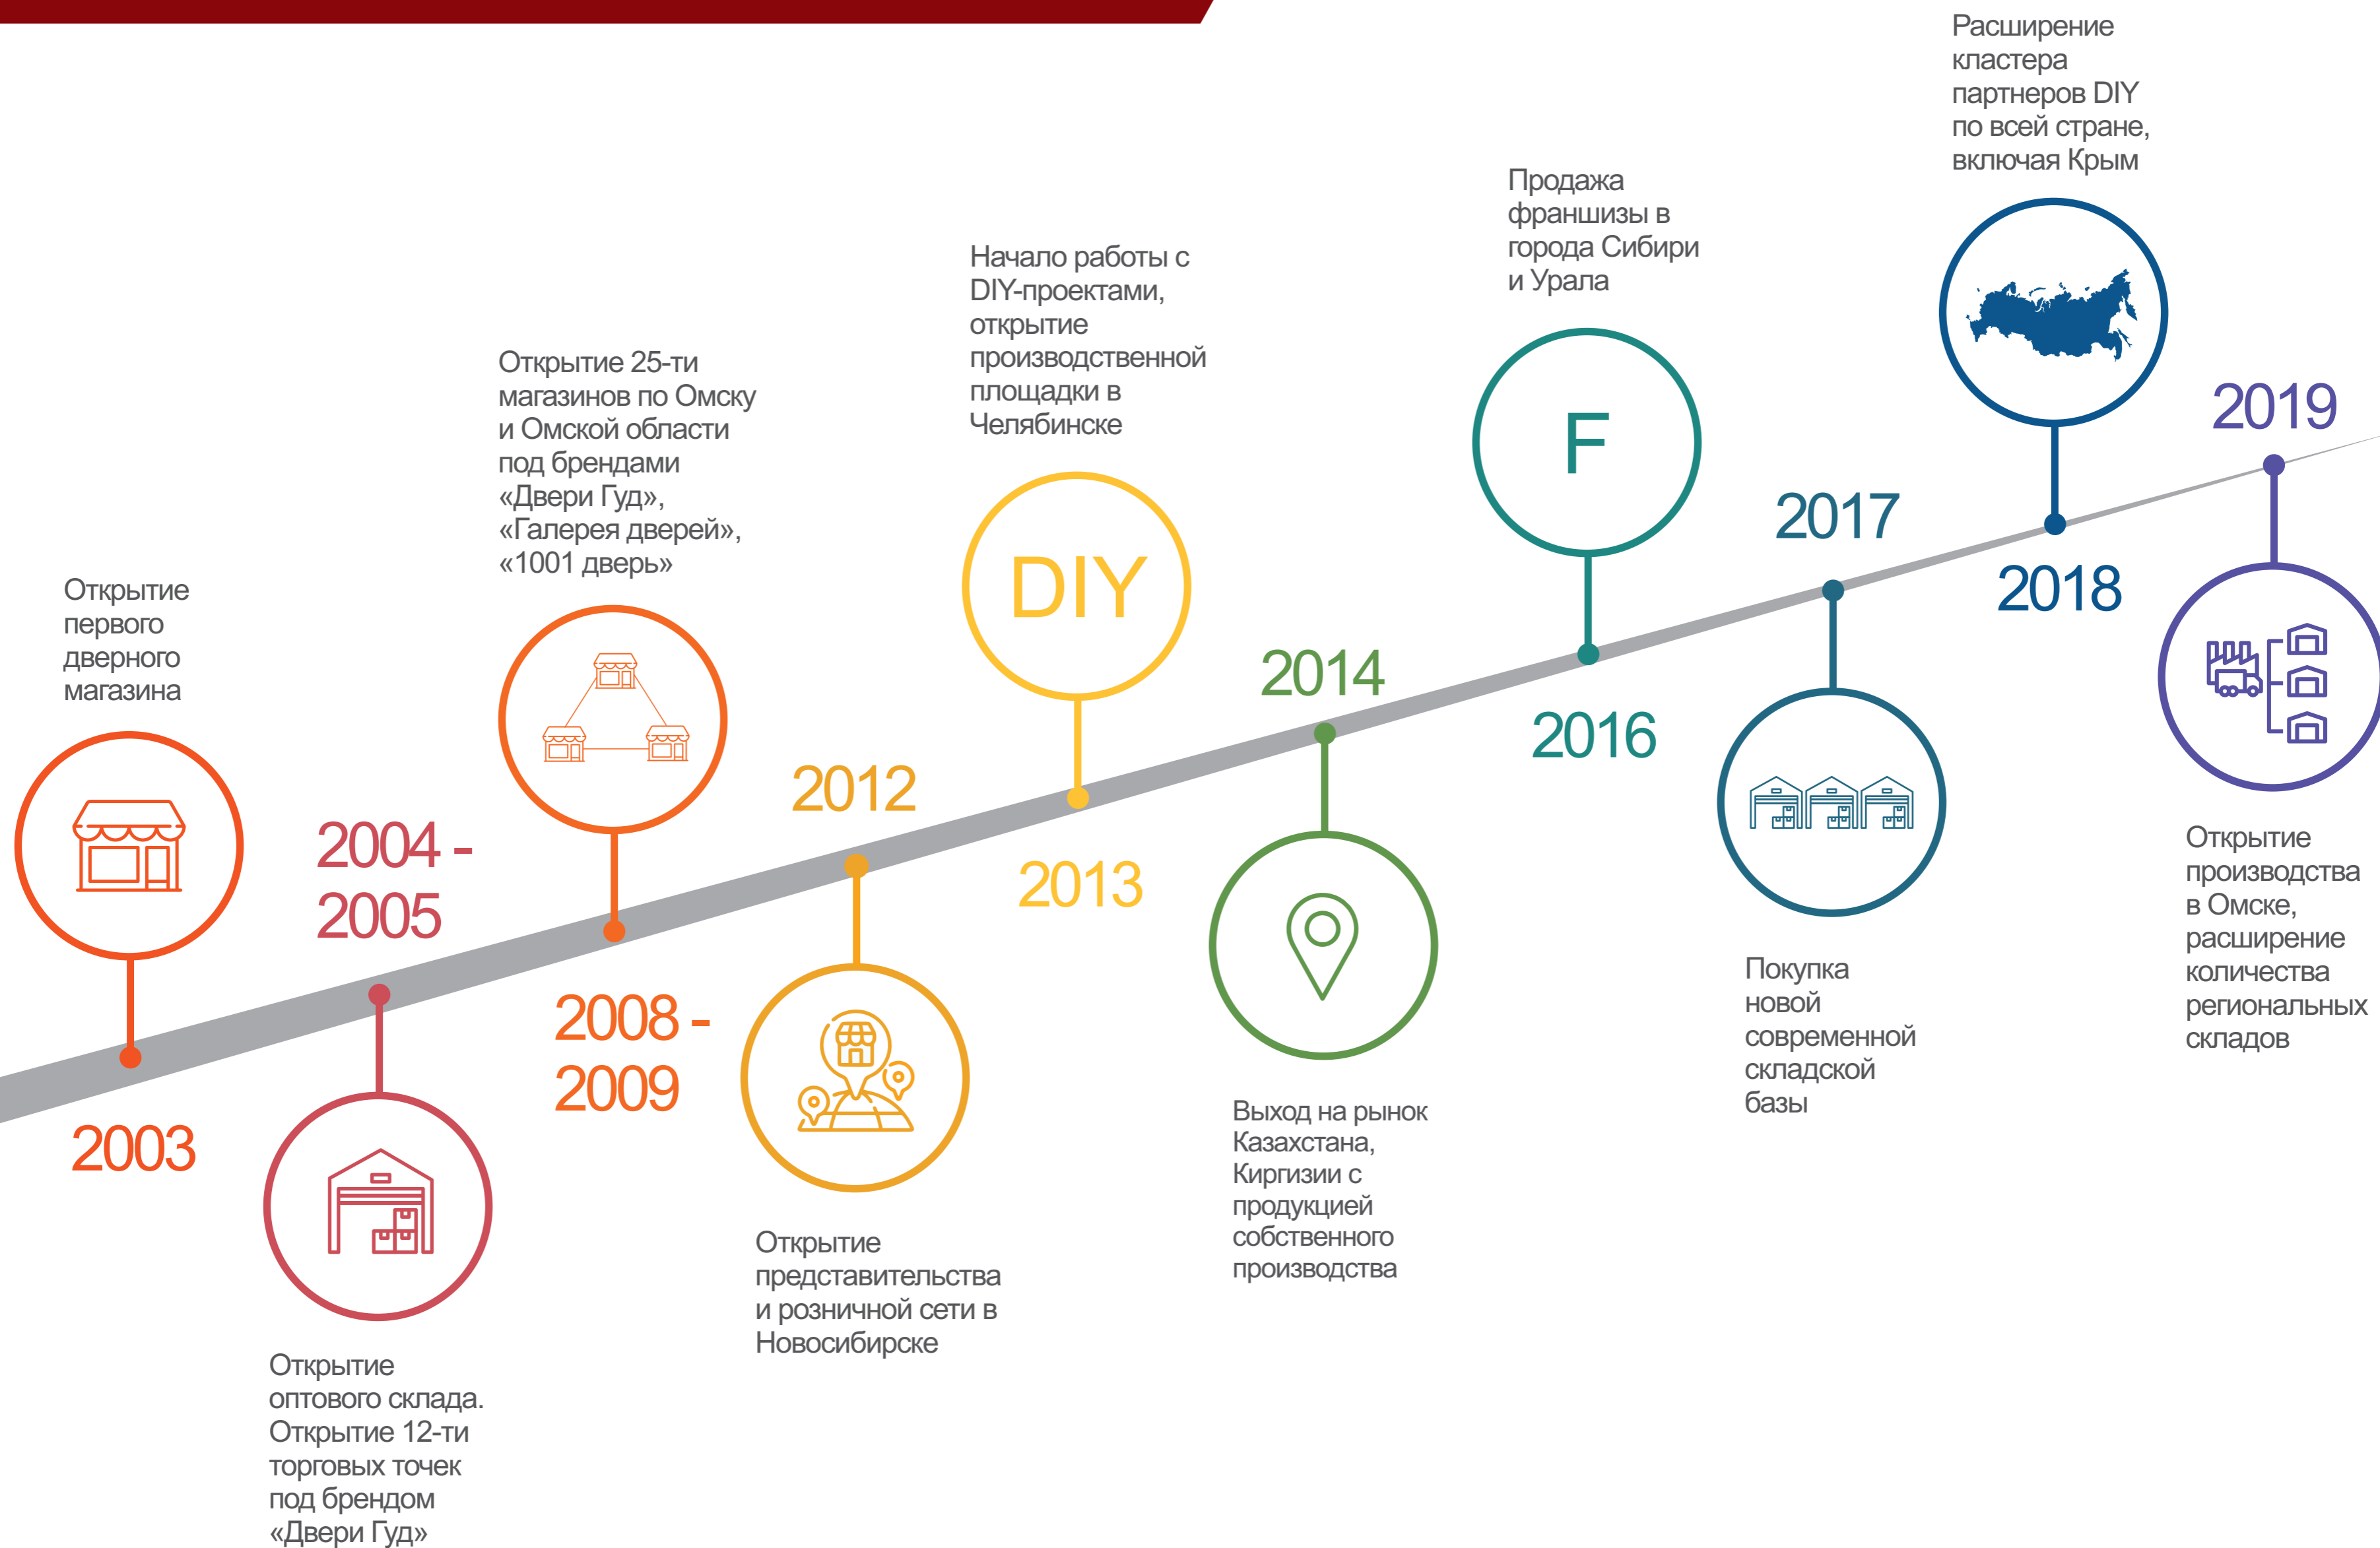 Открытие
первого
дверного
магазина
2003
2004 -
2005
Открытие
оптового склада.
Открытие 12-ти
торговых точек
под брендом
«Двери Гуд»
Открытие 25-ти
магазинов по Омску
и Омской области
под брендами
«Двери Гуд»,
«Галерея дверей»,
«1001 дверь»
2008 -
2009
2012
Открытие
представительства
и розничной сети в
Новосибирске
Начало работы с
DIY-проектами,
открытие
производственной
площадки в
Челябинске
DIY
2013
2014
Выход на рынок
Казахстана,
Киргизии с
продукцией
собственного
производства
Продажа
франшизы в
города Сибири
и Урала
F
2016
2017
Покупка
новой
современной
складской
базы
Расширение
кластера
партнеров DIY
по всей стране,
включая Крым
2018
2019
Открытие
производства
в Омске,
расширение
количества
региональных
складов